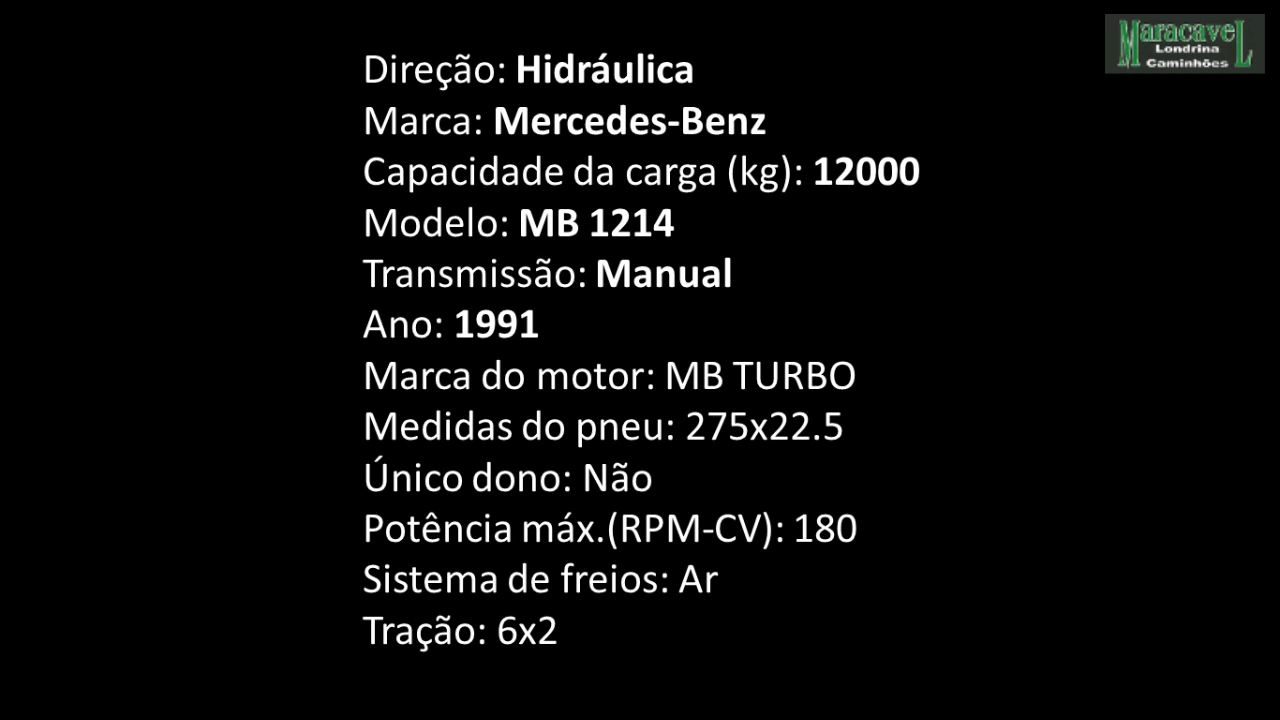 Maracavel
Londrina
Caminhões
Direção: Hidráulica
Marca: Mercedes-Benz
Capacidade da carga (kg): 12000
Modelo: MB 1214
Transmissão: Manual
Ano: 1991
Marca do motor: MB TURBO
Medidas do pneu: 275x22.5
Único dono: Não
Potência máx.(RPM-CV): 180
Sistema de freios: Ar
Tração: 6x2